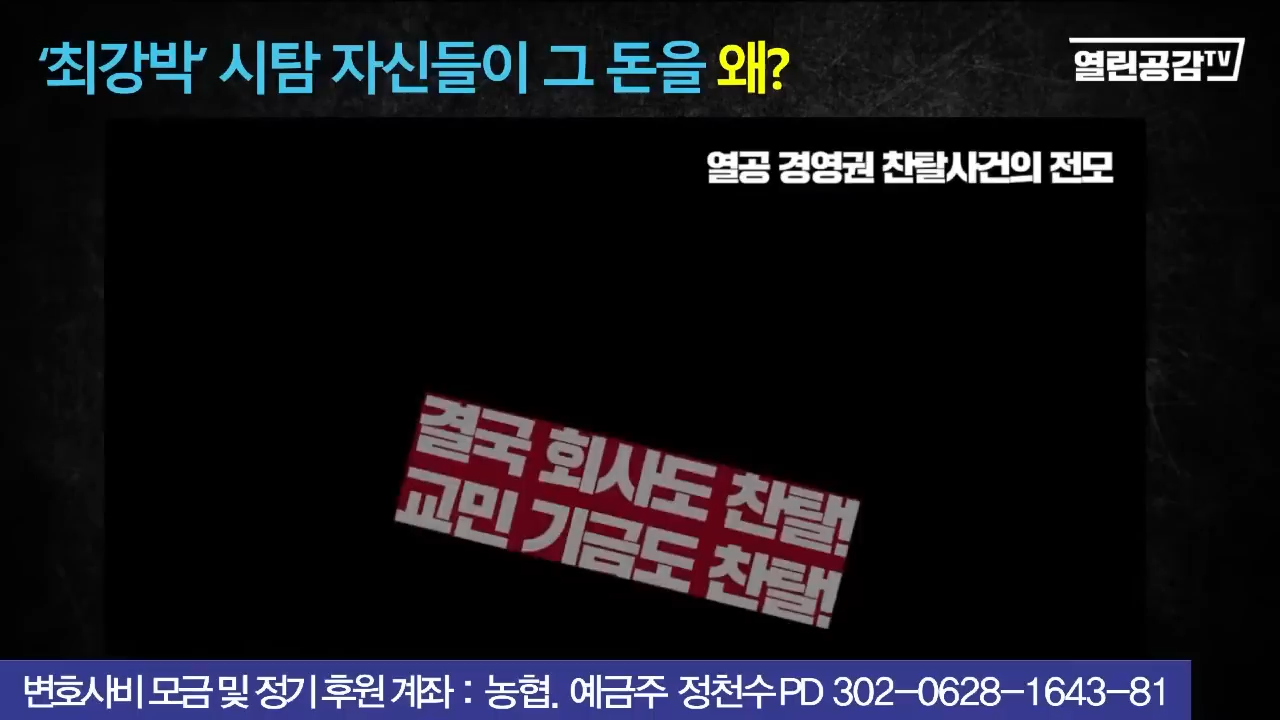 ‘최강박’ 시탐 자신들이 그 돈을 왜?
열린공감TV
열공 경영권 찬탈사건의 전모
결국 회사도 찬탈!
교민 기금도 찬탈!
변호사비 모금 및 정기 후원 계좌 : 농협. 예금주 정천수PD 302-0628-1643-81